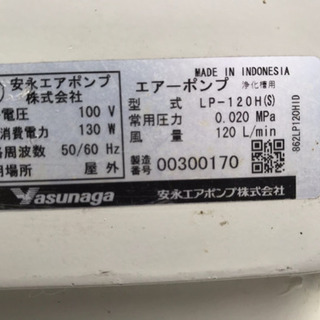 安永エアポンプ
株式会社
電圧 100 V
消費電力 130 W
周波数 50/60 Hz
用場所 屋 外
Yasunaga
MADE IN INDONESIA
エアーポンプ 浄化槽用
型 式 LP-120H(S)
常用圧力 0.020 MPa
風 量 120 L/min
製造
番号 00300170
安永エアポンプ株式会社
862LP120HID